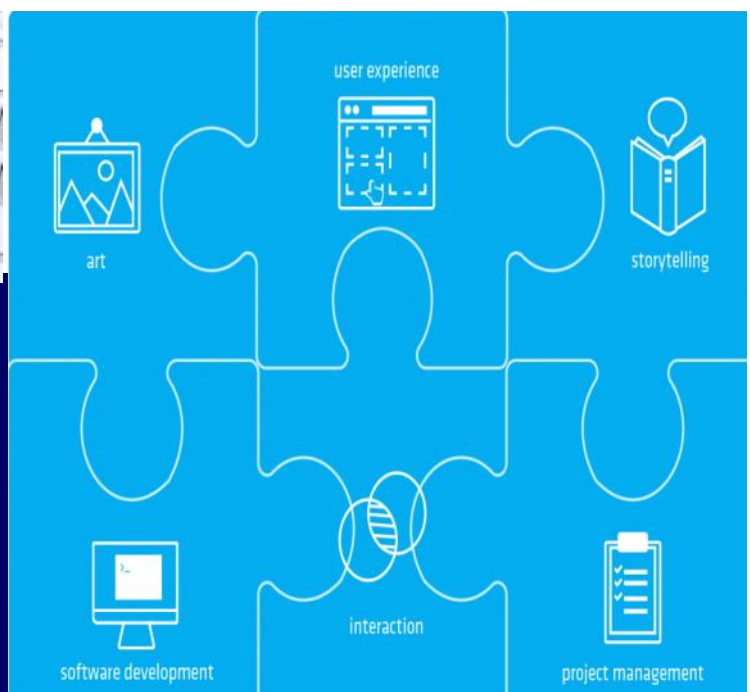 user experience
art
storytelling
>_
interaction
software development
project management